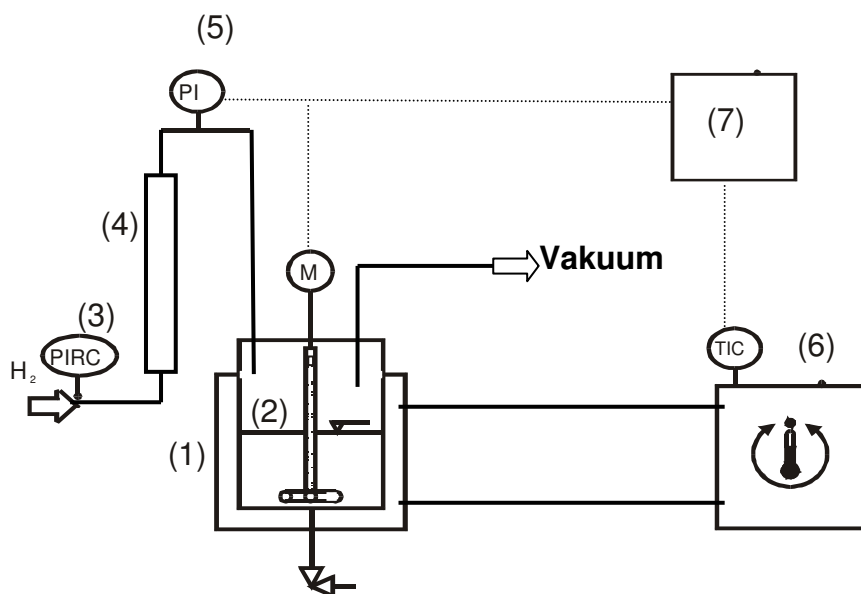 (5)
PI
(7)
(4)
Vakuum
M
(3)
PIRC
TIC
(6)
H2
(2)
(1)